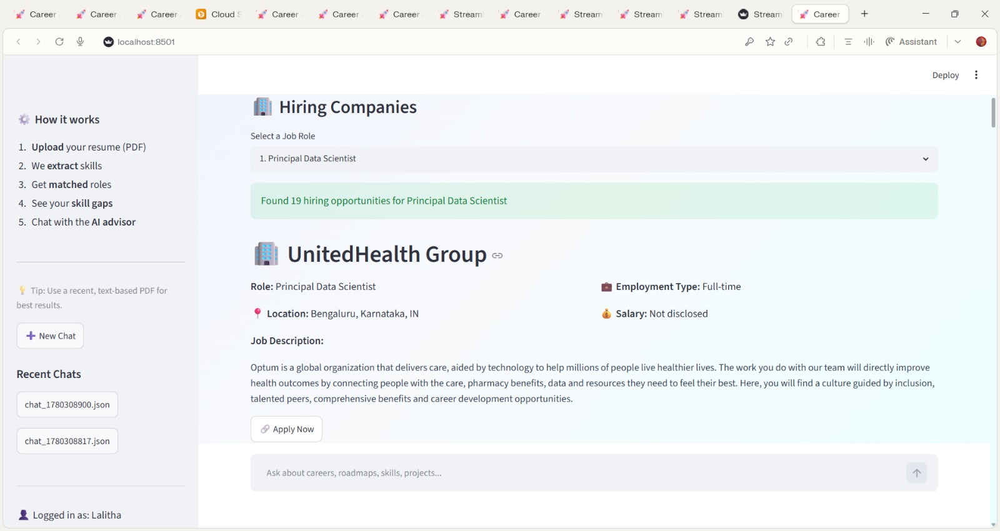 Career
Career
Career
Cloud S
Career
Career
Career
Stream
Career
Stream
Stream
Stream
Stream
Career
localhost:8501
Assistant
Deploy
How it works
1. Upload your resume (PDF)
2. We extract skills
3. Get matched roles
4. See your skill gaps
5. Chat with the AI advisor
Tip: Use a recent, text-based PDF for
best results.
New Chat
Recent Chats
chat_1780308900.json
chat_1780308817.json
Logged in as: Lalitha
Hiring Companies
Select a Job Role
1. Principal Data Scientist
Found 19 hiring opportunities for Principal Data Scientist
UnitedHealth Group
Role: Principal Data Scientist
Employment Type: Full-time
Location: Bengaluru, Karnataka, IN
Salary: Not disclosed
Job Description:
Optum is a global organization that delivers care, aided by technology to help millions of people live healthier lives. The work you do with our team will directly improve
health outcomes by connecting people with the care, pharmacy benefits, data and resources they need to feel their best. Here, you will find a culture guided by inclusion,
talented peers, comprehensive benefits and career development opportunities.
Apply Now
Ask about careers, roadmaps, skills, projects...